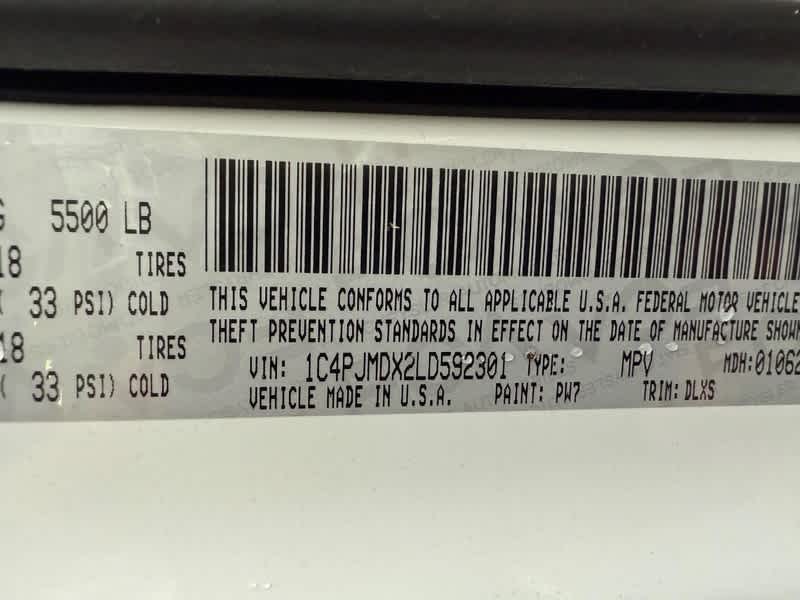 5500 LB
18 TIRES
33 PSI) COLD
18 TIRES
33 PSI) COLD
THIS VEHICLE CONFORMS TO ALL APPLICABLE U.S.A. FEDERAL MOTOR VEHICLE
THEFT PREVENTION STANDARDS IN EFFECT ON THE DATE OF MANUFACTURE SHOW
VIN: 1C4PJMDX2LD592301 TYPE: MPV MDH:01062
VEHICLE MADE IN U.S.A. PAINT: PW7 TRIM: DLXS